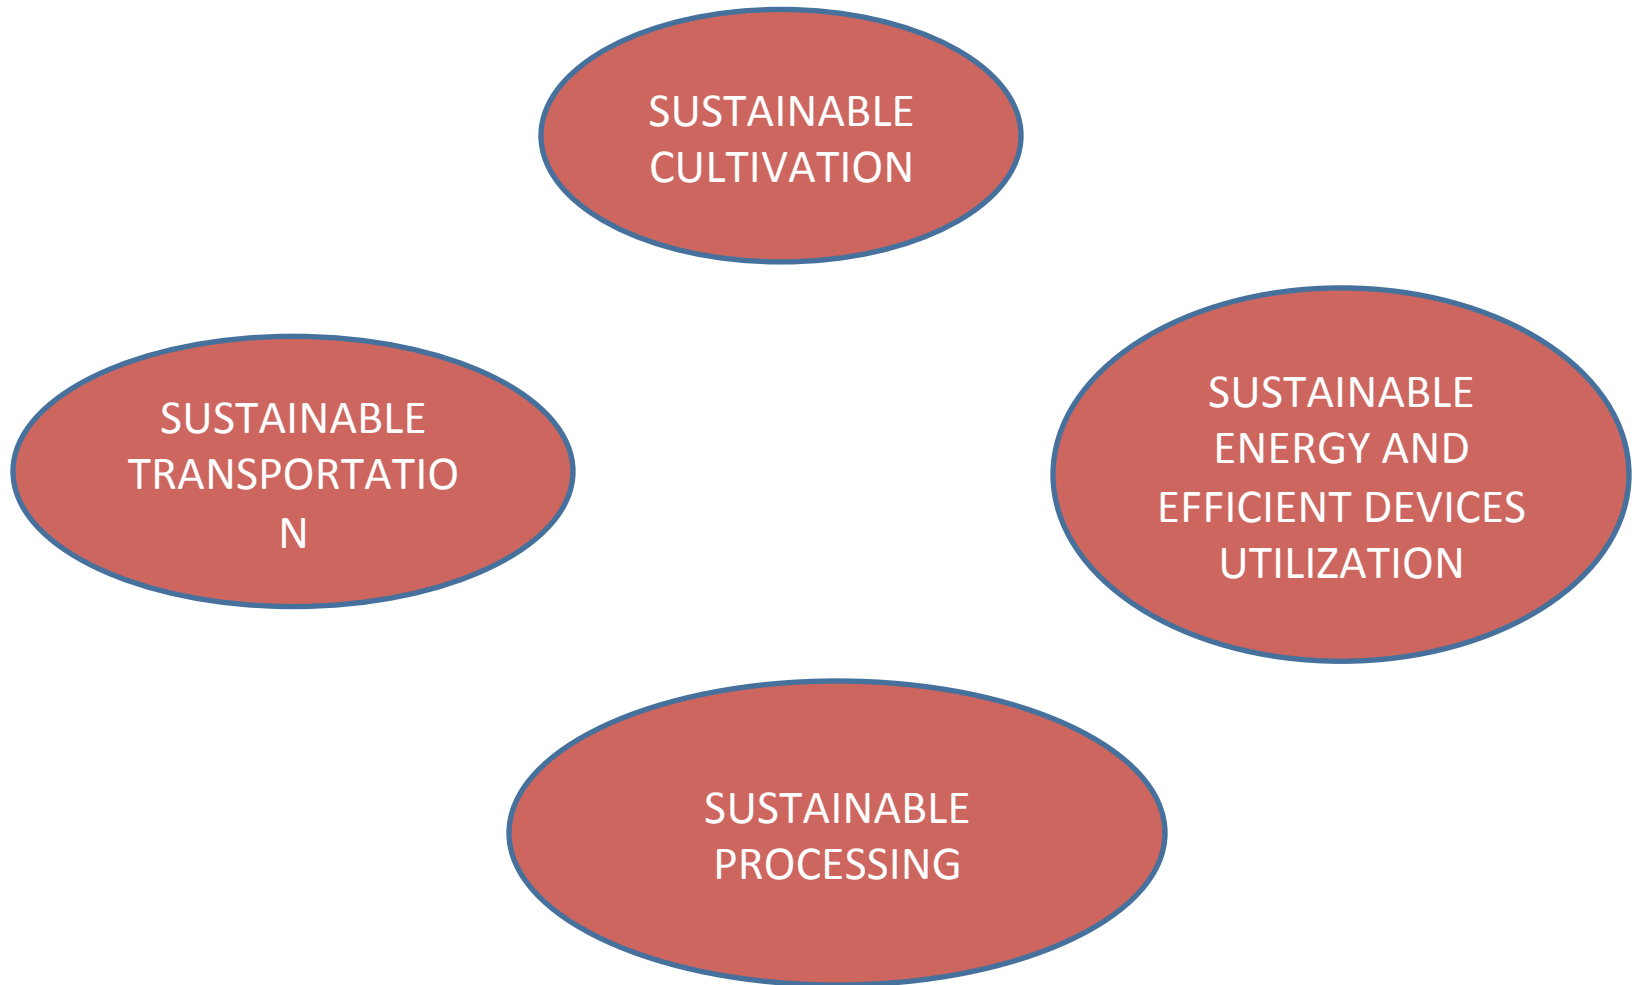 SUSTAINABLE
CULTIVATION
SUSTAINABLE
TRANSPORTATIO
N
SUSTAINABLE
ENERGY AND
EFFICIENT DEVICES
UTILIZATION
SUSTAINABLE
PROCESSING